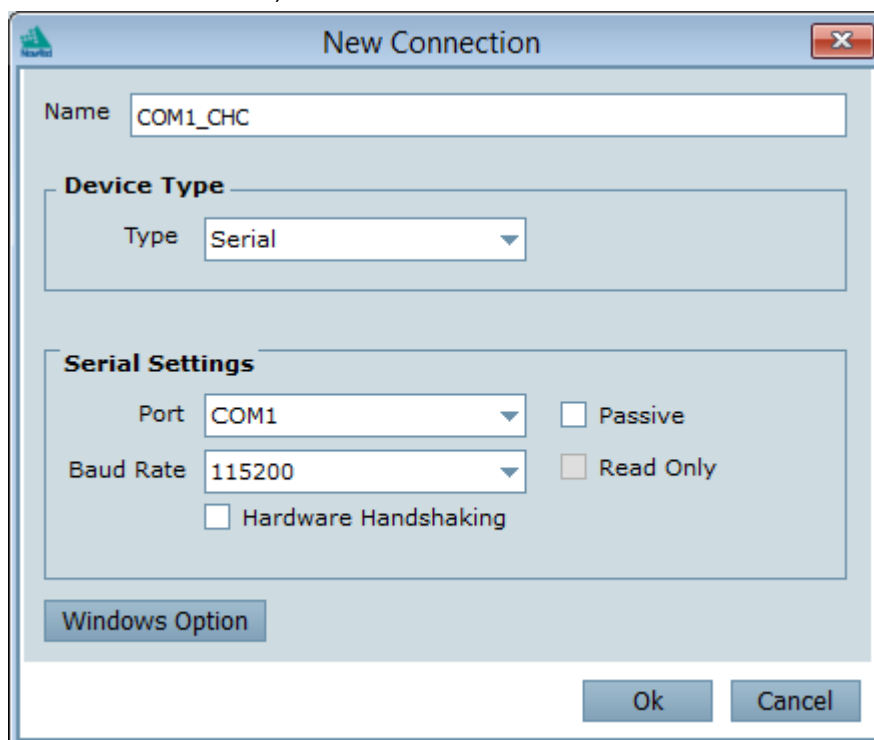 New Connection
Name COM1_CHC
Device Type
Type Serial
Serial Settings
Port COM1 Passive
Baud Rate 115200 Read Only
Hardware Handshaking
Windows Option
Ok Cancel